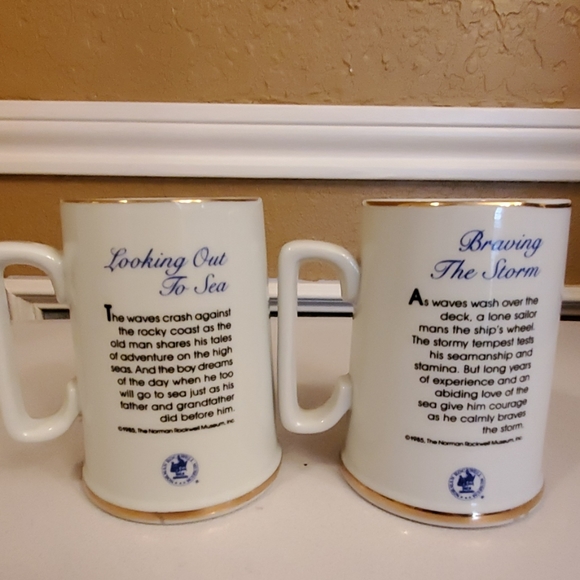 Looking Out
To Sea
The waves crash against
the rocky coast as the
old man shares his tales
of adventure on the high
seas. And the boy dreams
of the day when he too
will go to sea just as his
father and grandfather
did before him.
©1985, The Norman Rockwell Museum, Inc.
Braving
The Storm
As waves wash over the
deck, a lone sailor
mans the ship's wheel.
The stormy tempest tests
his seamanship and
stamina. But long years
of experience and an
abiding love of the
sea give him courage
as he calmly braves
the storm.
©1985, The Norman Rockwell Museum, Inc.